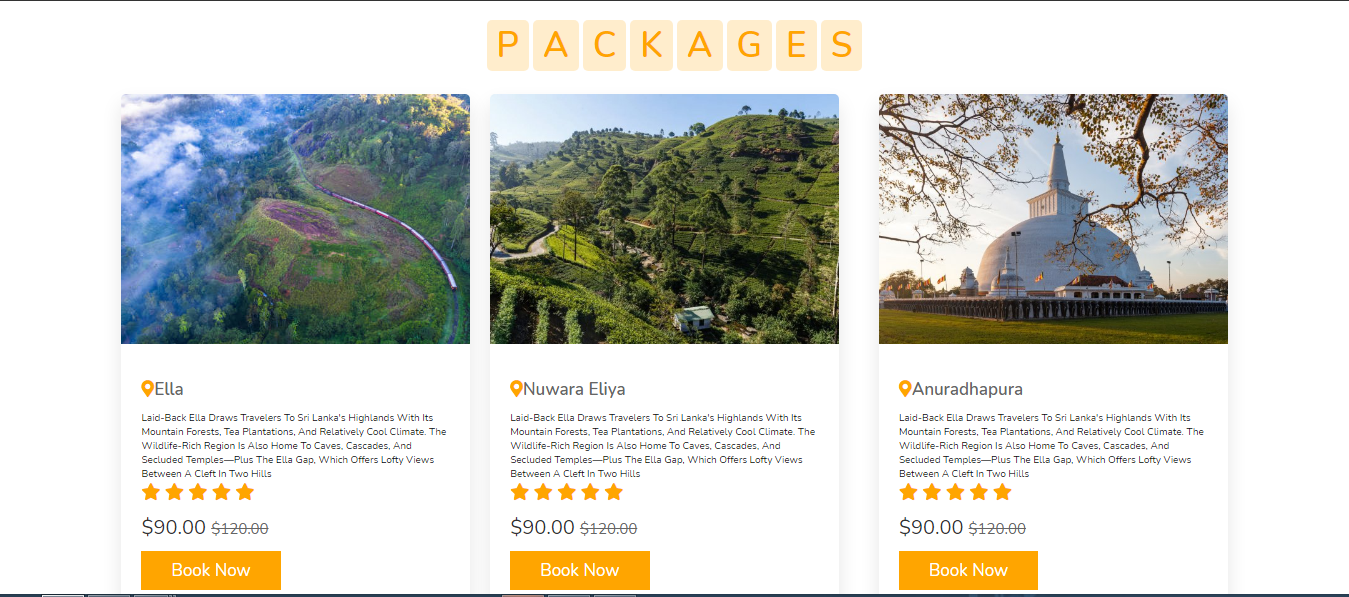 PACKAGES
Ella
Laid-Back Ella Draws Travelers To Sri Lanka's Highlands With Its
Mountain Forests, Tea Plantations, And Relatively Cool Climate. The
Wildlife-Rich Region Is Also Home To Caves, Cascades, And
Secluded Temples—Plus The Ella Gap, Which Offers Lofty Views
Between A Cleft In Two Hills
$90.00 $120.00
Book Now
Nuwara Eliya
Laid-Back Ella Draws Travelers To Sri Lanka's Highlands With Its
Mountain Forests, Tea Plantations, And Relatively Cool Climate. The
Wildlife-Rich Region Is Also Home To Caves, Cascades, And
Secluded Temples—Plus The Ella Gap, Which Offers Lofty Views
Between A Cleft In Two Hills
$90.00 $120.00
Book Now
Anuradhapura
Laid-Back Ella Draws Travelers To Sri Lanka's Highlands With Its
Mountain Forests, Tea Plantations, And Relatively Cool Climate. The
Wildlife-Rich Region Is Also Home To Caves, Cascades, And
Secluded Temples—Plus The Ella Gap, Which Offers Lofty Views
Between A Cleft In Two Hills
$90.00 $120.00
Book Now